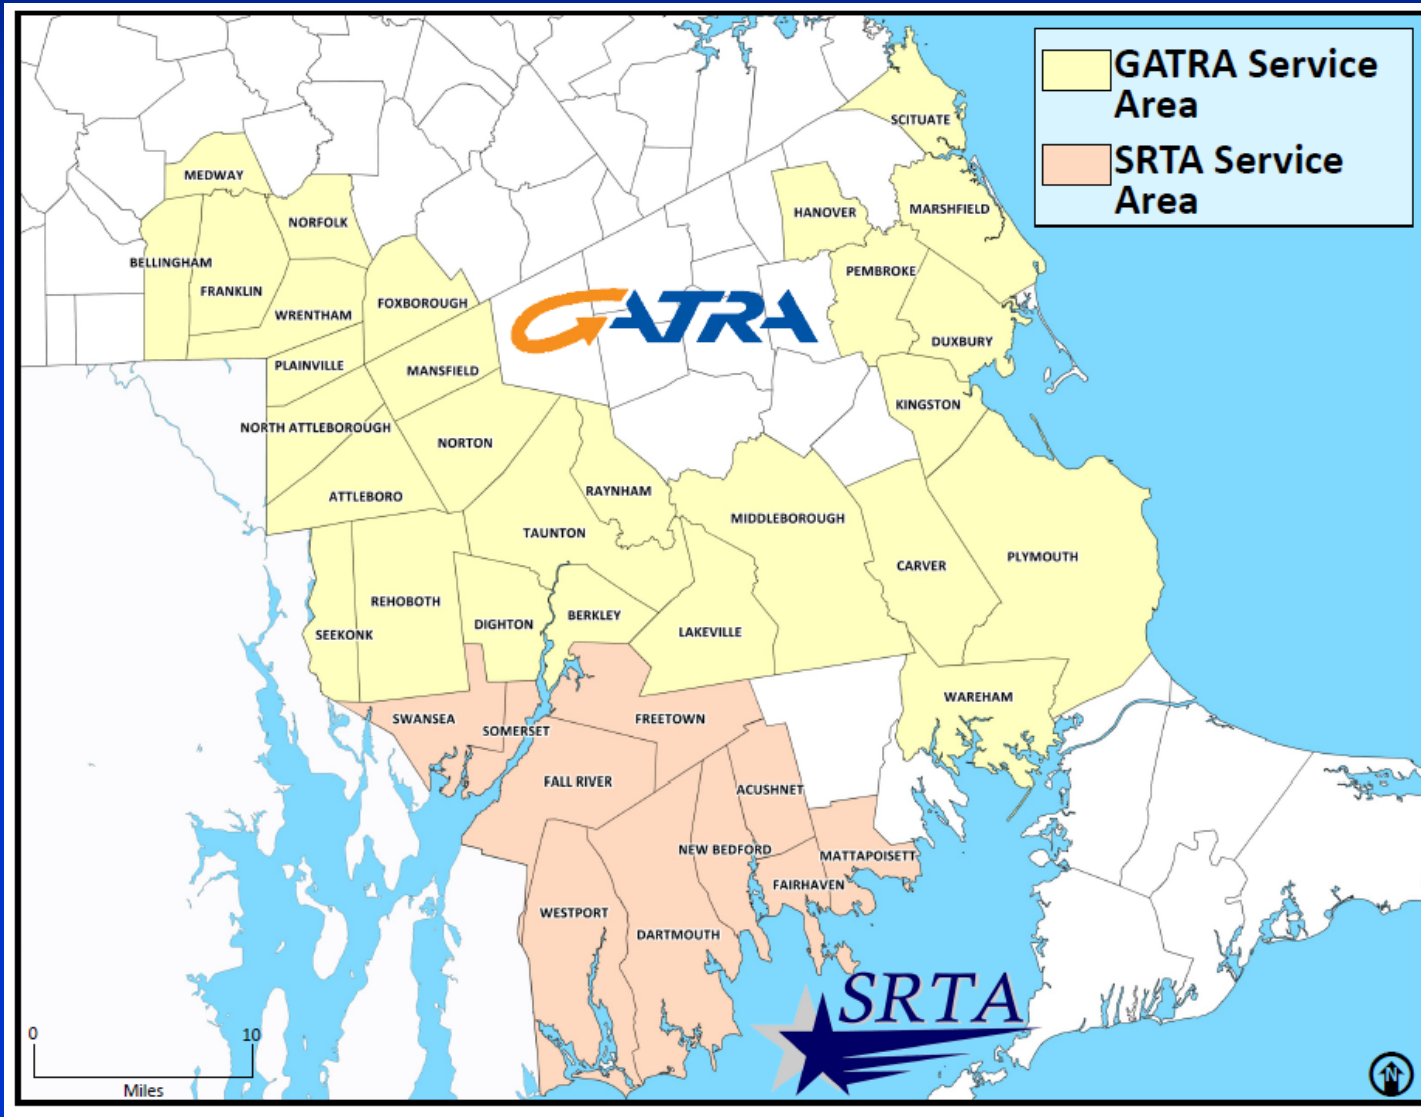 GATRA Service
Area
SRTA Service
Area
SCITUATE
MEDWAY
HANOVER
MARSHFIELD
NORFOLK
BELLINGHAM
PEMBROKE
FRANKLIN
FOXBOROUGH
WRENTHAM
GATRA
DUXBURY
PLAINVILLE
MANSFIELD
KINGSTON
NORTH ATTLEBOROUGH
NORTON
RAYNHAM
ATTLEBORO
MIDDLEBOROUGH
TAUNTON
PLYMOUTH
CARVER
REHOBOTH
BERKLEY
DIGHTON
SEEKONK
LAKEVILLE
WAREHAM
SWANSEA
FREETOWN
SOMERSET
FALL RIVER
ACUSHNET
NEW BEDFORD
MATTAPOISETT
FAIRHAVEN
WESTPORT
DARTMOUTH
SRTA
0 10
Miles
N